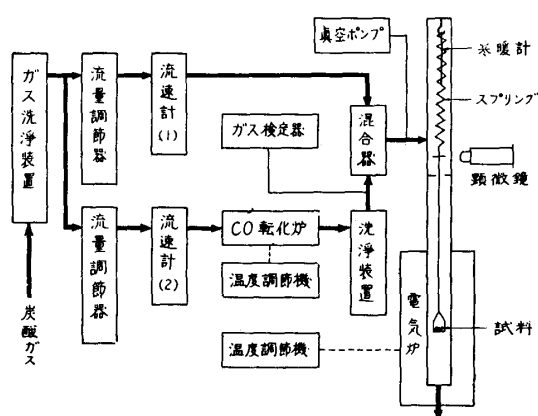 真空ポンプ
ガス洗浄装置
流量調節器
流速計(1)
ガス検定器
混合器
スプリング
顕微鏡
流量調節器
流速計(2)
CO転化炉
洗浄装置
温度調節機
電気炉
試料
温度調節機
炭酸ガス